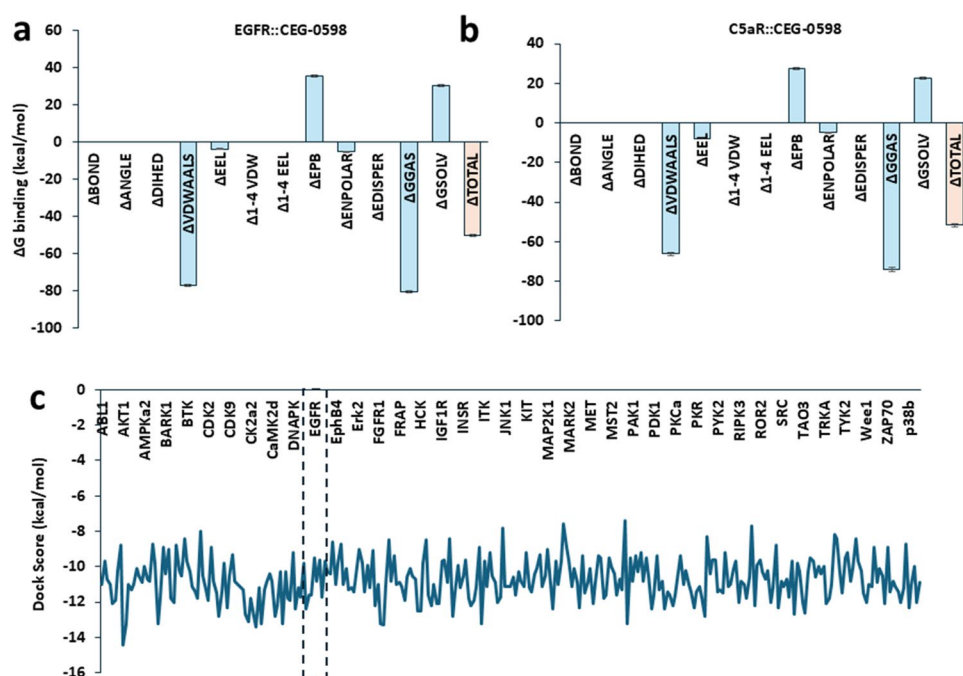 a
EGFR::CEG-0598
60
40
20
0
-20
-40
-60
-80
-100
ΔG binding (kcal/mol)
ΔBOND
ΔANGLE
ΔDIHED
ΔVDWAALS
ΔEEL
Δ1-4 VDW
Δ1-4 EEL
ΔEPB
ΔENPOLAR
ΔEDISPER
ΔGGAS
ΔGSOLV
ΔTOTAL
b
C5aR::CEG-0598
60
40
20
0
-20
-40
-60
-80
-100
ΔBOND
ΔANGLE
ΔDIHED
ΔVDWAALS
ΔEEL
Δ1-4 VDW
Δ1-4 EEL
ΔEPB
ΔENPOLAR
ΔEDISPER
ΔGGAS
ΔGSOLV
ΔTOTAL
c
0
-2
-4
-6
-8
-10
-12
-14
-16
Dock Score (kcal/mol)
ABL1
AKT1
AMPKa2
BARK1
BTK
CDK2
CDK9
CK2a2
CaMK2d
DNAPK
EGFR
EphB4
Erk2
FGFR1
FRAP
HCK
IGF1R
INSR
ITK
JNK1
KIT
MAP2K1
MARK2
MET
MST2
PAK1
PDK1
PKCa
PKR
PYK2
RIPK3
ROR2
SRC
TAO3
TRKA
TYK2
Wee1
ZAP70
p38b